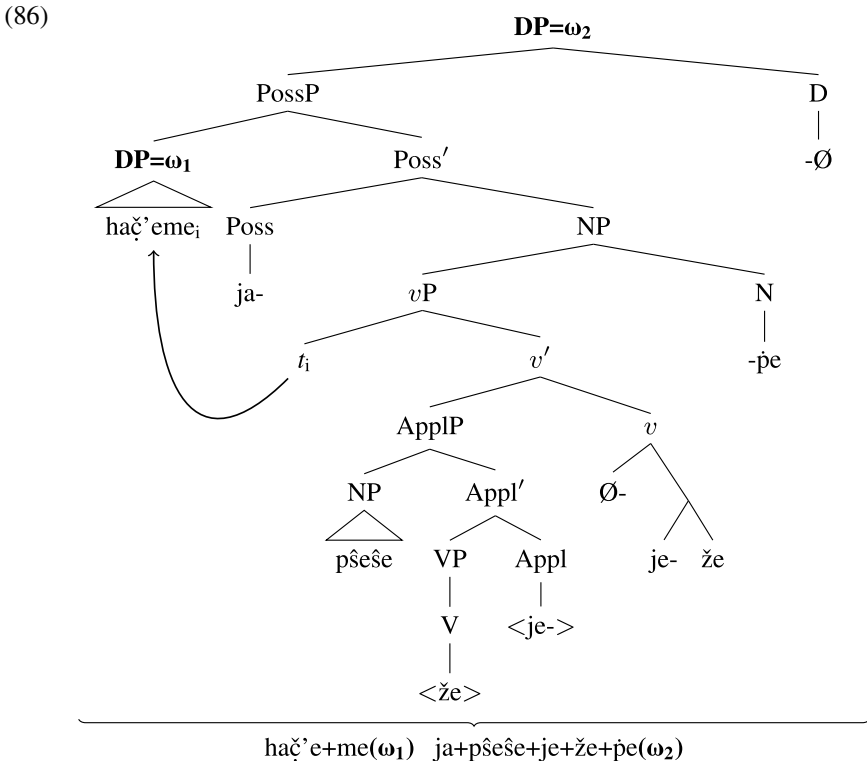 (86)
DP=ω₂
PossP D
DP=ω₁ Poss′ -Ø
hač̣’emeᵢ Poss NP
ja- vP N
tᵢ v′ -ṗe
ApplP v
NP Appl′ Ø-
pŝeŝe VP Appl je- že
V <je->
<že>
hač̣’e+me(ω₁) ja+pŝeŝe+je+že+ṗe(ω₂)